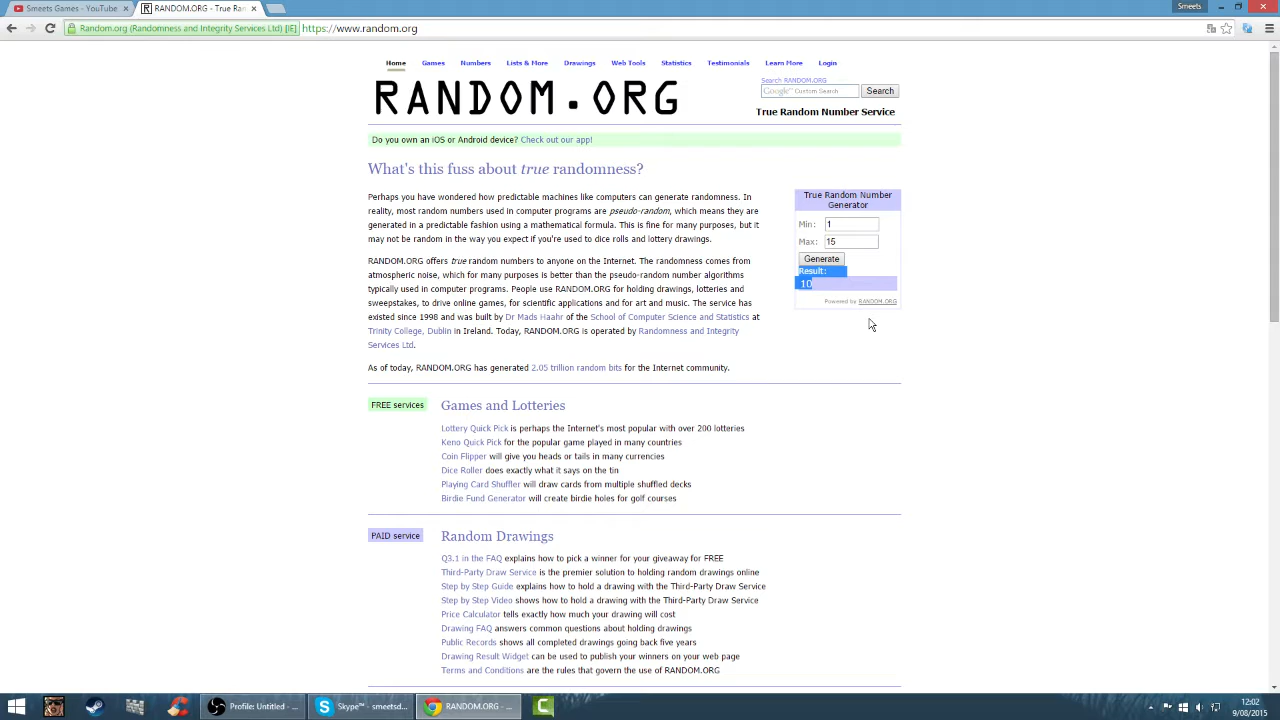 Smeets Games - YouTube
RANDOM.ORG - True Ran
Smeets
Random.org (Randomness and Integrity Services Ltd) [IE]
https://www.random.org
Home Games Numbers Lists & More Drawings Web Tools Statistics Testimonials Learn More Login
RANDOM.ORG
Search RANDOM.ORG
Google™ Custom Search Search
True Random Number Service
Do you own an iOS or Android device? Check out our app!
What's this fuss about true randomness?
Perhaps you have wondered how predictable machines like computers can generate randomness. In
reality, most random numbers used in computer programs are pseudo-random, which means they are
generated in a predictable fashion using a mathematical formula. This is fine for many purposes, but it
may not be random in the way you expect if you're used to dice rolls and lottery drawings.
RANDOM.ORG offers true random numbers to anyone on the Internet. The randomness comes from
atmospheric noise, which for many purposes is better than the pseudo-random number algorithms
typically used in computer programs. People use RANDOM.ORG for holding drawings, lotteries and
sweepstakes, to drive online games, for scientific applications and for art and music. The service has
existed since 1998 and was built by Dr Mads Haahr of the School of Computer Science and Statistics at
Trinity College, Dublin in Ireland. Today, RANDOM.ORG is operated by Randomness and Integrity
Services Ltd.
As of today, RANDOM.ORG has generated 2.05 trillion random bits for the Internet community.
True Random Number
Generator
Min: 1
Max: 15
Generate
Result:
10
Powered by RANDOM.ORG
FREE services
Games and Lotteries
Lottery Quick Pick is perhaps the Internet's most popular with over 200 lotteries
Keno Quick Pick for the popular game played in many countries
Coin Flipper will give you heads or tails in many currencies
Dice Roller does exactly what it says on the tin
Playing Card Shuffler will draw cards from multiple shuffled decks
Birdie Fund Generator will create birdie holes for golf courses
PAID service
Random Drawings
Q3.1 in the FAQ explains how to pick a winner for your giveaway for FREE
Third-Party Draw Service is the premier solution to holding random drawings online
Step by Step Guide explains how to hold a drawing with the Third-Party Draw Service
Step by Step Video shows how to hold a drawing with the Third-Party Draw Service
Price Calculator tells exactly how much your drawing will cost
Drawing FAQ answers common questions about holding drawings
Public Records shows all completed drawings going back five years
Drawing Result Widget can be used to publish your winners on your web page
Terms and Conditions are the rules that govern the use of RANDOM.ORG
Profile: Untitled - ...
Skype™ - smeetsd...
RANDOM.ORG - ...
12:02
9/08/2015